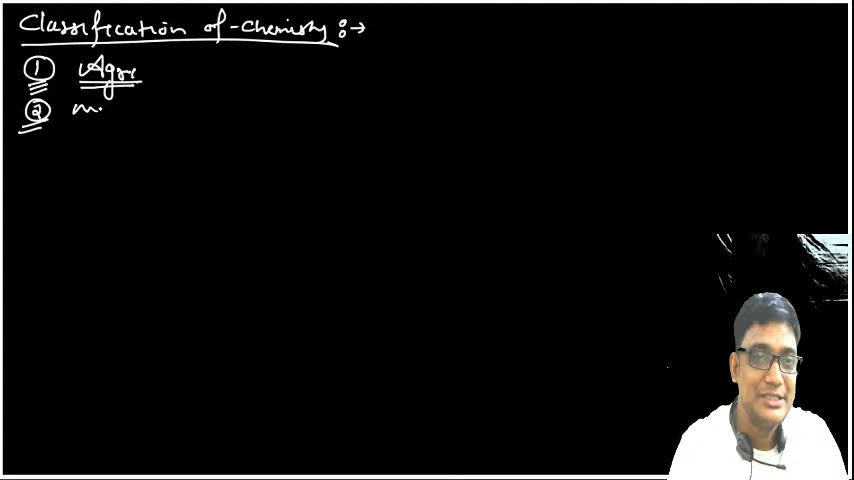 Classification of Chemistry :→
① Agri
② m.